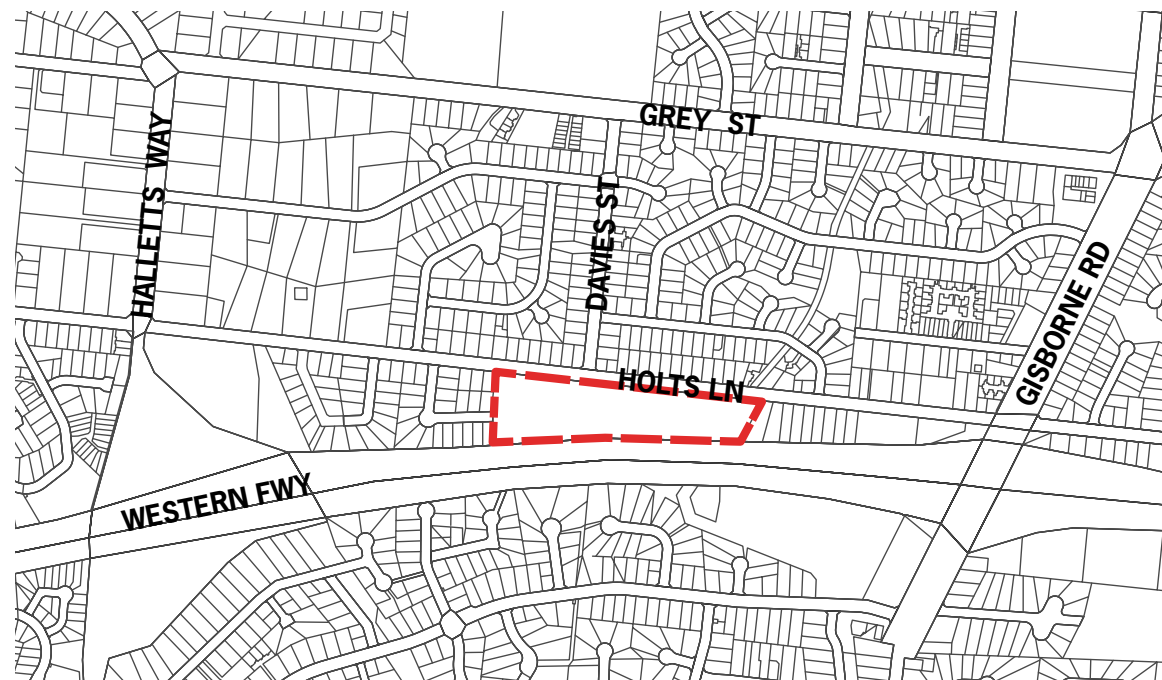 GREY ST
HALLETTS WAY
DAVIES ST
GISBORNE RD
HOLTS LN
WESTERN FWY